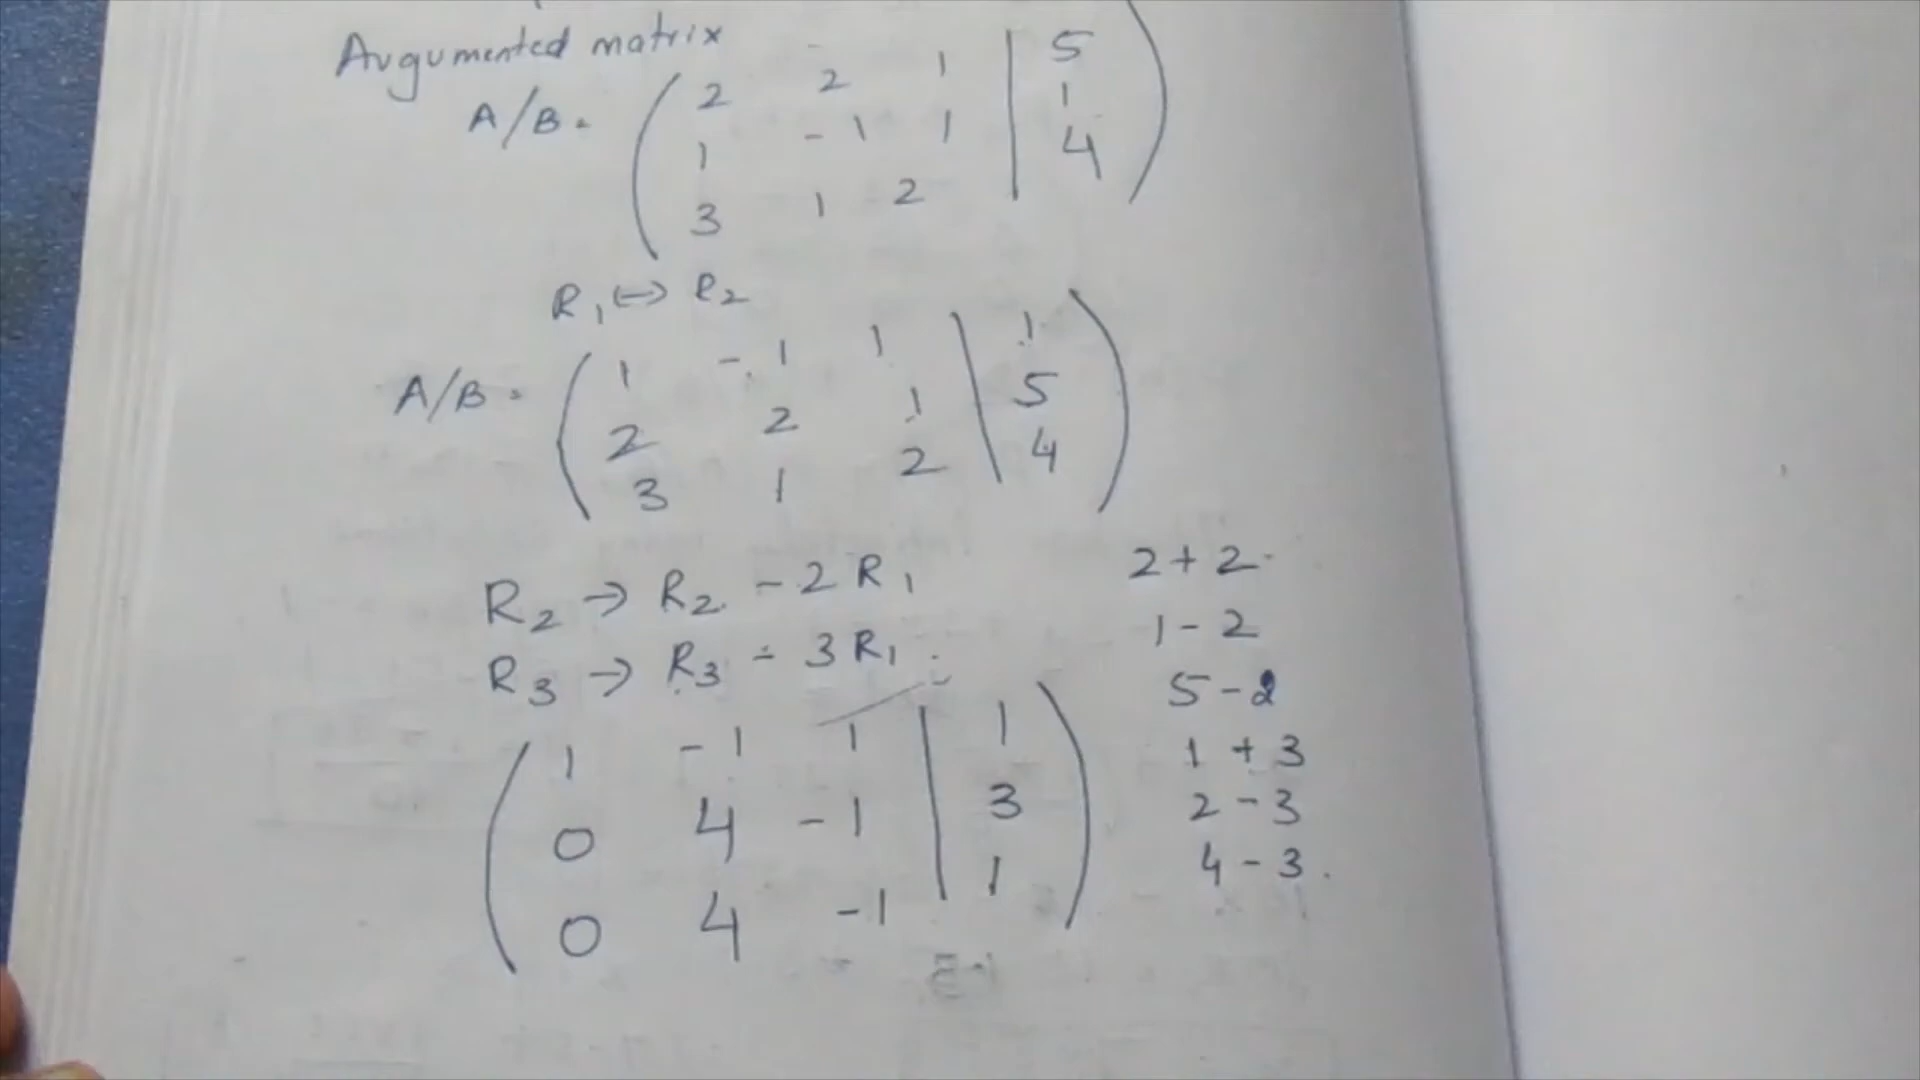 Augumented matrix
A/B = ( 2 2 1 | 5
1 -1 1 | 1
3 1 2 | 4 )
R1 ↔ R2
A/B = ( 1 -1 1 | 1
2 2 1 | 5
3 1 2 | 4 )
R2 → R2 - 2R1
R3 → R3 - 3R1
( 1 -1 1 | 1
0 4 -1 | 3
0 4 -1 | 1 )
2 + 2
1 - 2
5 - 2
1 + 3
2 - 3
4 - 3